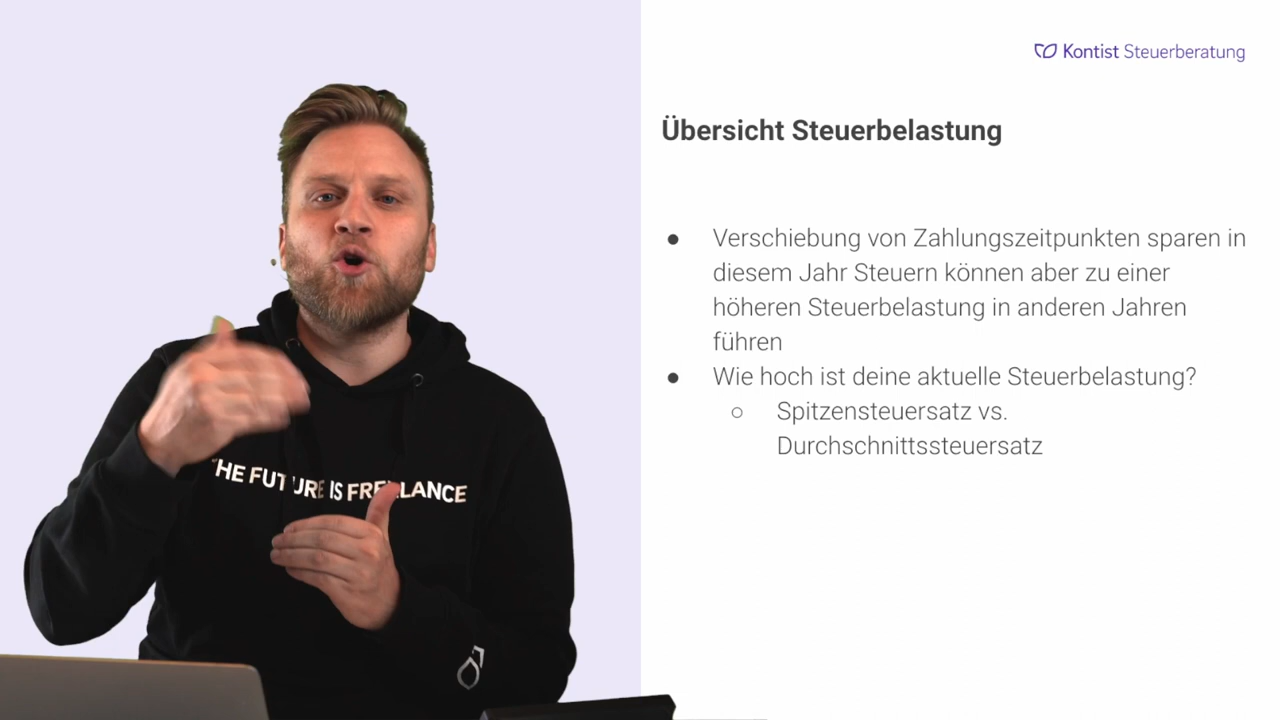 Kontist Steuerberatung
Übersicht Steuerbelastung
Verschiebung von Zahlungszeitpunkten sparen in
diesem Jahr Steuern können aber zu einer
höheren Steuerbelastung in anderen Jahren
führen
Wie hoch ist deine aktuelle Steuerbelastung?
Spitzensteuersatz vs.
Durchschnittssteuersatz
THE FUTURE IS FREELANCE